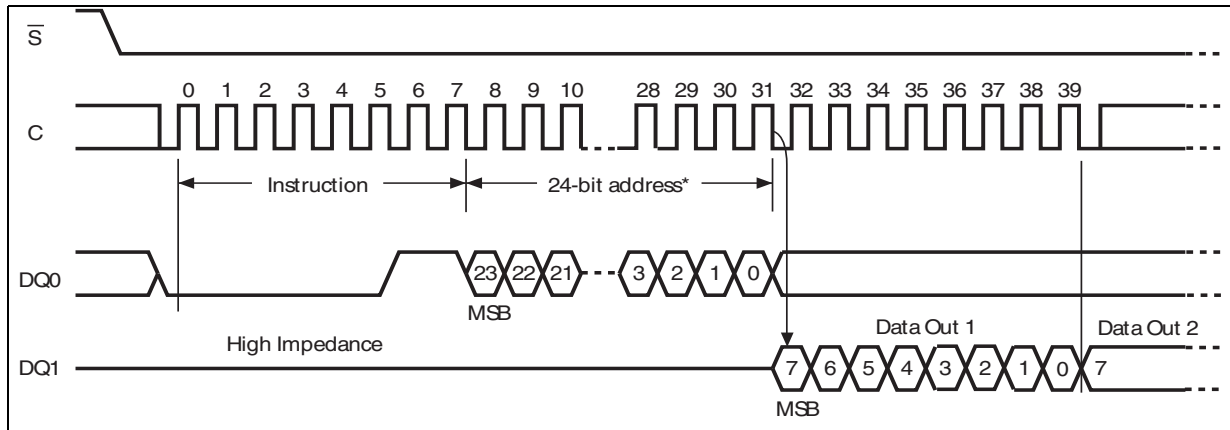 S
0 1 2 3 4 5 6 7 8 9 10 28 29 30 31 32 33 34 35 36 37 38 39
C
Instruction 24-bit address*
DQ0 23 22 21 3 2 1 0
MSB
High Impedance Data Out 1 Data Out 2
DQ1 7 6 5 4 3 2 1 0 7
MSB